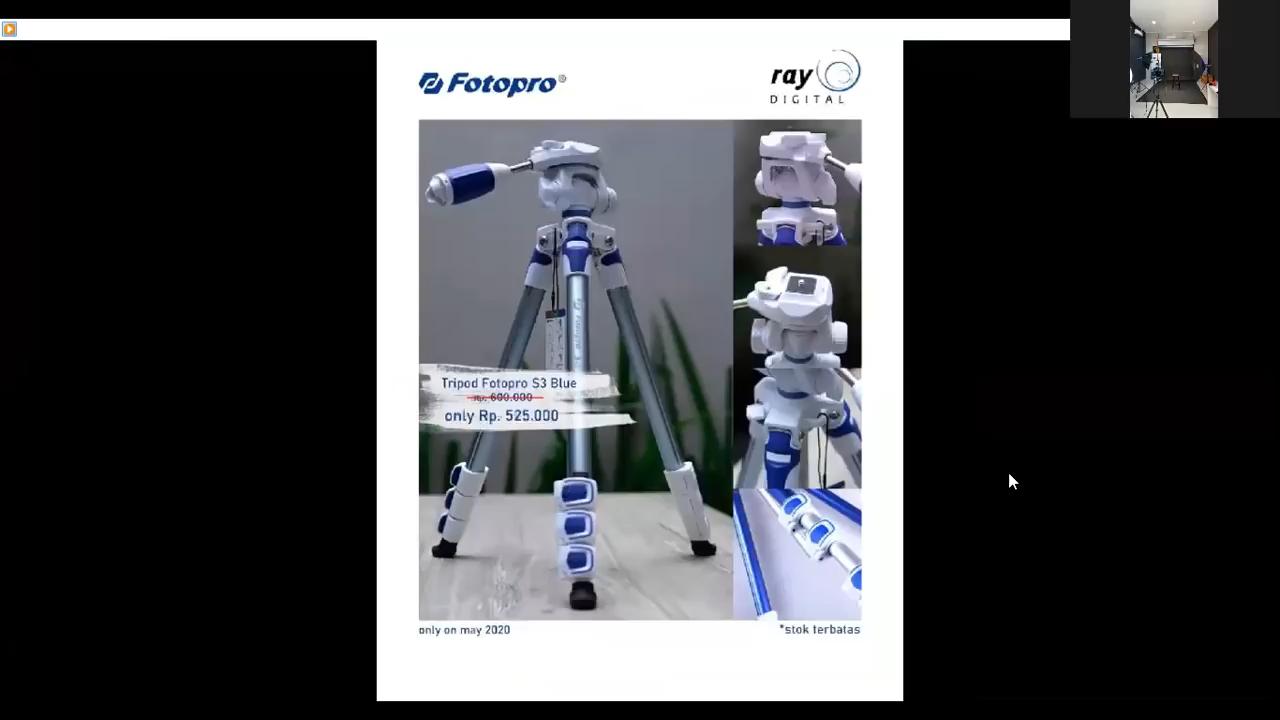 Fotopro®
ray
DIGITAL
Tripod Fotopro S3 Blue
Rp. 600.000
only Rp. 525.000
only on may 2020
*stok terbatas